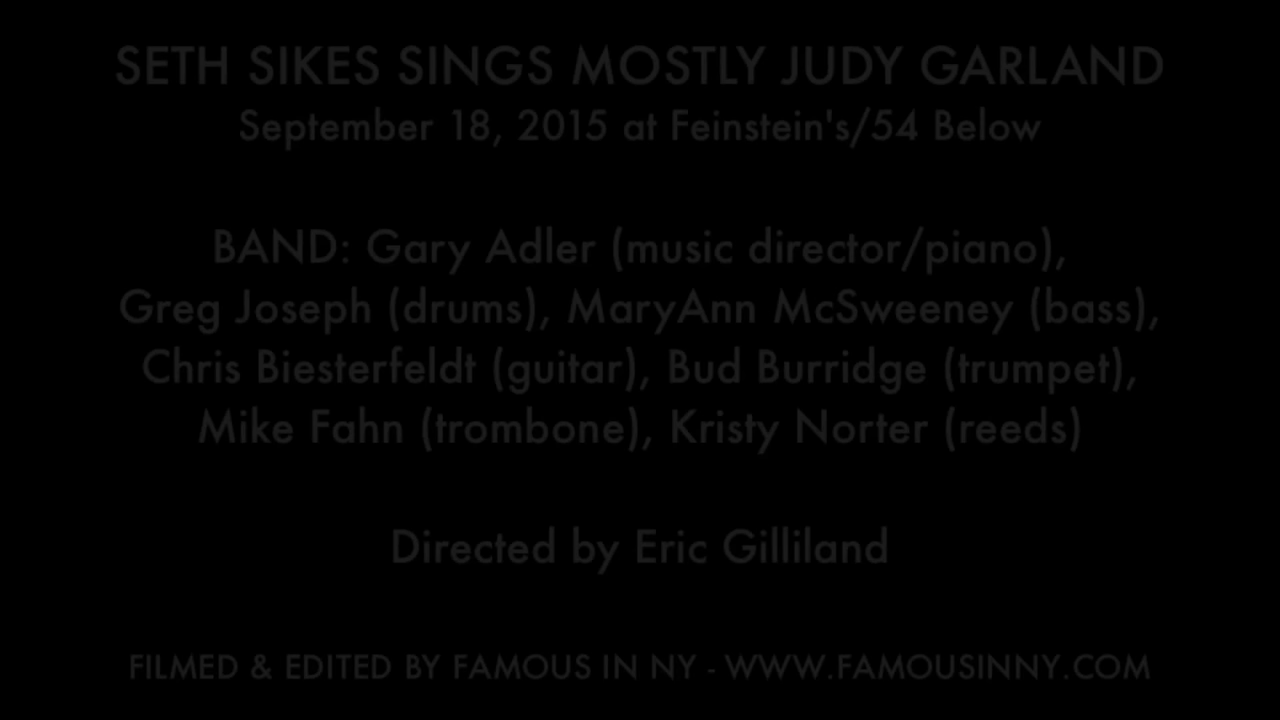 SETH SIKES SINGS MOSTLY JUDY GARLAND
September 18, 2015 at Feinstein's/54 Below
BAND: Gary Adler (music director/piano),
Greg Joseph (drums), MaryAnn McSweeney (bass),
Chris Biesterfeldt (guitar), Bud Burridge (trumpet),
Mike Fahn (trombone), Kristy Norter (reeds)
Directed by Eric Gilliland
FILMED & EDITED BY FAMOUS IN NY - WWW.FAMOUSINNY.COM